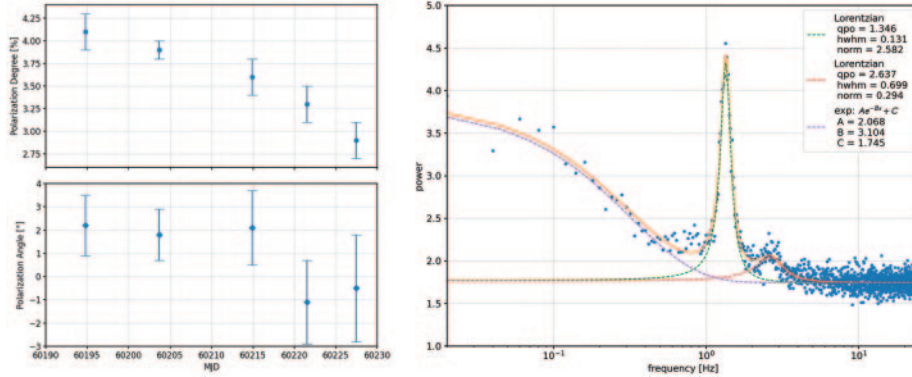 Polarization Degree [%]
4.25
4.00
3.75
3.50
3.25
3.00
2.75
Polarization Angle [°]
4
3
2
1
0
-1
-2
-3
60190 60195 60200 60205 60210 60215 60220 60225 60230
MJD
power
5.0
4.5
4.0
3.5
3.0
2.5
2.0
1.5
1.0
10⁻¹ 10⁰ 10¹
frequency [Hz]
Lorentzian
qpo = 1.346
hwhm = 0.131
norm = 2.582
Lorentzian
qpo = 2.637
hwhm = 0.699
norm = 0.294
exp: Ae⁻ᴮˣ + C
A = 2.068
B = 3.104
C = 1.745